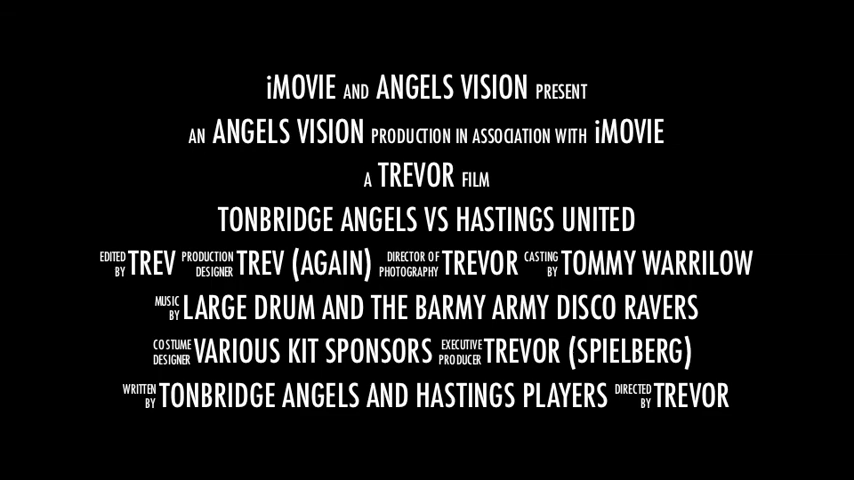 iMOVIE AND ANGELS VISION PRESENT
AN ANGELS VISION PRODUCTION IN ASSOCIATION WITH iMOVIE
A TREVOR FILM
TONBRIDGE ANGELS VS HASTINGS UNITED
EDITED BY TREV PRODUCTION DESIGNER TREV (AGAIN) DIRECTOR OF PHOTOGRAPHY TREVOR CASTING BY TOMMY WARRILOW
MUSIC BY LARGE DRUM AND THE BARMY ARMY DISCO RAVERS
COSTUME DESIGNER VARIOUS KIT SPONSORS EXECUTIVE PRODUCER TREVOR (SPIELBERG)
WRITTEN BY TONBRIDGE ANGELS AND HASTINGS PLAYERS DIRECTED BY TREVOR